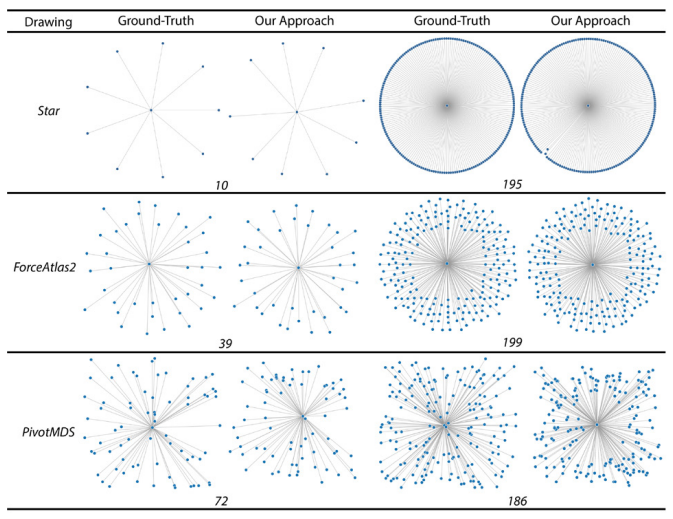 Drawing Ground-Truth Our Approach Ground-Truth Our Approach
Star
10 195
ForceAtlas2
39 199
PivotMDS
72 186